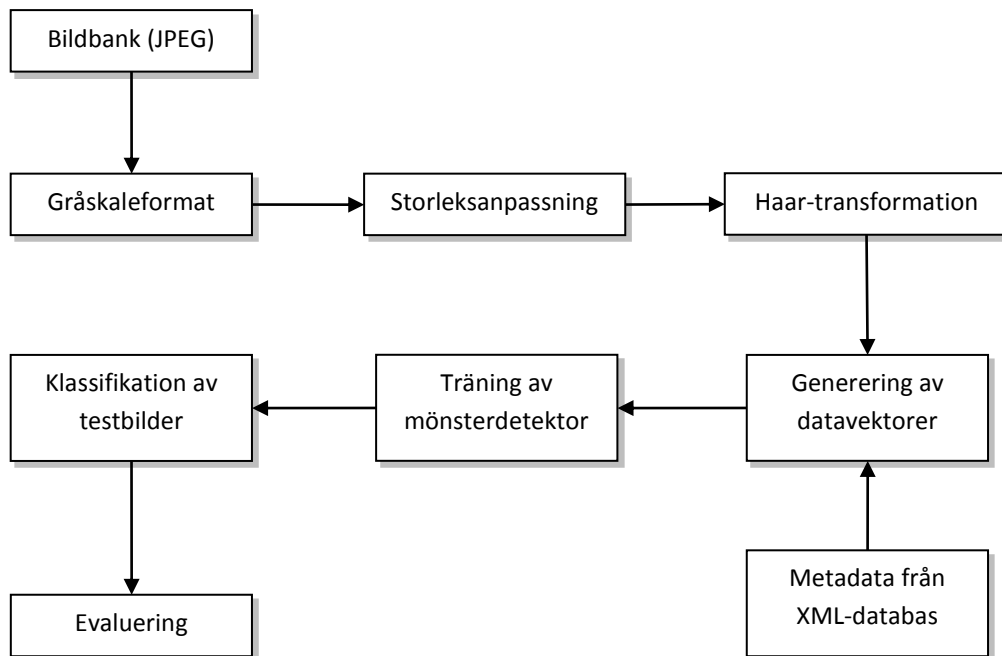 Bildbank (JPEG)
Gråskaleformat
Storleksanpassning
Haar-transformation
Klassifikation av
testbilder
Träning av
mönsterdetektor
Generering av
datavektorer
Evaluering
Metadata från
XML-databas